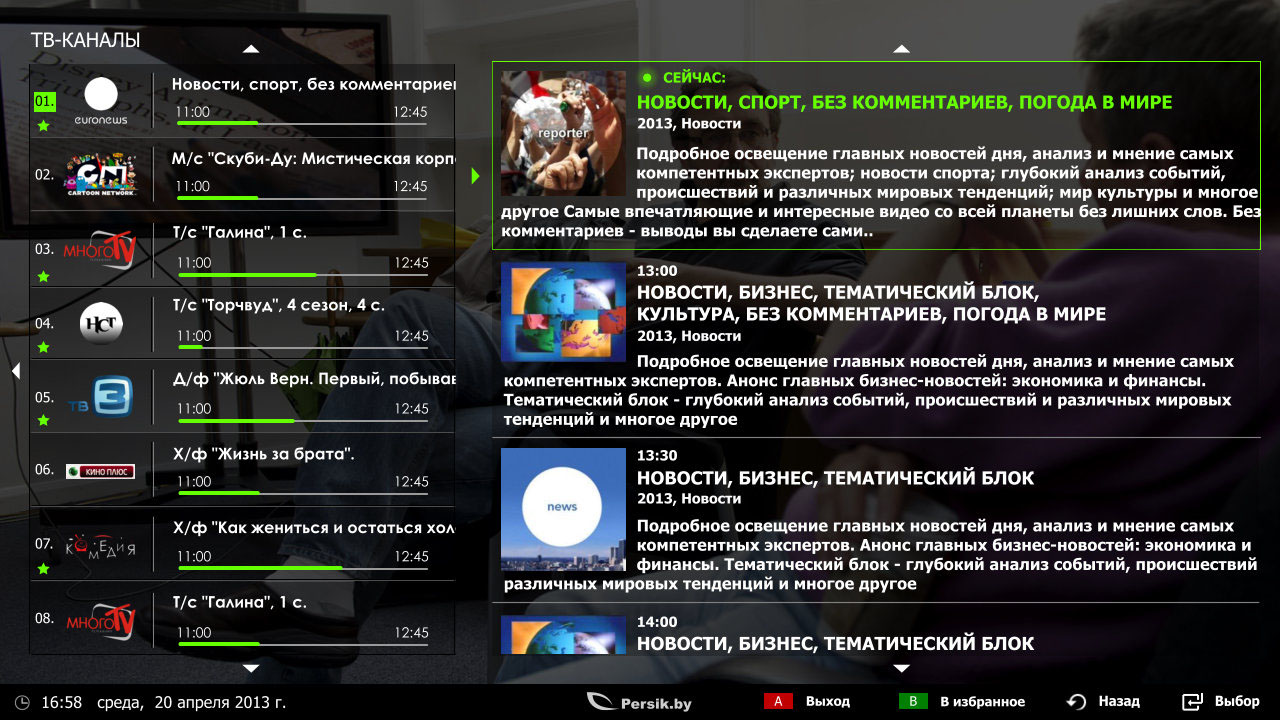 ТВ-КАНАЛЫ
01.
euronews
Новости, спорт, без комментариев
11:00 12:45
02.
CN
CARTOON NETWORK
М/с "Скуби-Ду: Мистическая корп
11:00 12:45
03.
МНОГО TV
Т/с "Галина", 1 с.
11:00 12:45
04.
НСТ
Т/с "Торчвуд", 4 сезон, 4 с.
11:00 12:45
05.
ТВ 3
Д/ф "Жюль Верн. Первый, побывав
11:00 12:45
06.
КИНО ПЛЮС
Х/ф "Жизнь за брата".
11:00 12:45
07.
КОМЕДИЯ
Х/ф "Как жениться и остаться хол
11:00 12:45
08.
МНОГО TV
Т/с "Галина", 1 с.
11:00 12:45
reporter
СЕЙЧАС:
НОВОСТИ, СПОРТ, БЕЗ КОММЕНТАРИЕВ, ПОГОДА В МИРЕ
2013, Новости
Подробное освещение главных новостей дня, анализ и мнение самых
компетентных экспертов; новости спорта; глубокий анализ событий,
происшествий и различных мировых тенденций; мир культуры и многое
другое Самые впечатляющие и интересные видео со всей планеты без лишних слов. Без
комментариев - выводы вы сделаете сами..
13:00
НОВОСТИ, БИЗНЕС, ТЕМАТИЧЕСКИЙ БЛОК,
КУЛЬТУРА, БЕЗ КОММЕНТАРИЕВ, ПОГОДА В МИРЕ
2013, Новости
Подробное освещение главных новостей дня, анализ и мнение самых
компетентных экспертов. Анонс главных бизнес-новостей: экономика и финансы.
Тематический блок - глубокий анализ событий, происшествий и различных мировых
тенденций и многое другое
news
13:30
НОВОСТИ, БИЗНЕС, ТЕМАТИЧЕСКИЙ БЛОК
2013, Новости
Подробное освещение главных новостей дня, анализ и мнение самых
компетентных экспертов. Анонс главных бизнес-новостей: экономика и
финансы. Тематический блок - глубокий анализ событий, происшествий
различных мировых тенденций и многое другое
14:00
НОВОСТИ, БИЗНЕС, ТЕМАТИЧЕСКИЙ БЛОК
16:58 среда, 20 апреля 2013 г.
Persik.by
A Выход
B В избранное
Назад
Выбор